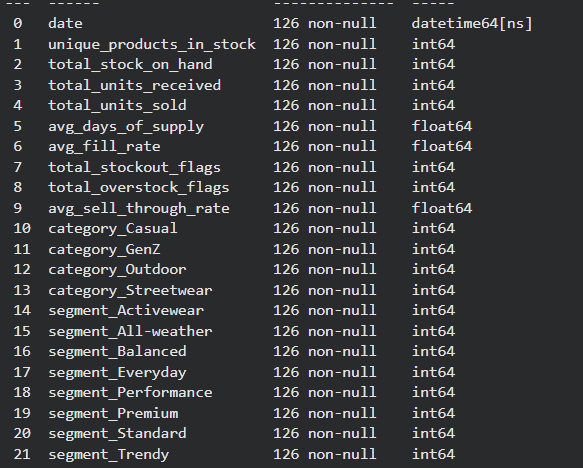 ---  ------                    --------------  -----
 0   date                      126 non-null    datetime64[ns]
 1   unique_products_in_stock  126 non-null    int64
 2   total_stock_on_hand       126 non-null    int64
 3   total_units_received      126 non-null    int64
 4   total_units_sold          126 non-null    int64
 5   avg_days_of_supply        126 non-null    float64
 6   avg_fill_rate             126 non-null    float64
 7   total_stockout_flags      126 non-null    int64
 8   total_overstock_flags     126 non-null    int64
 9   avg_sell_through_rate     126 non-null    float64
 10  category_Casual           126 non-null    int64
 11  category_GenZ             126 non-null    int64
 12  category_Outdoor          126 non-null    int64
 13  category_Streetwear       126 non-null    int64
 14  segment_Activewear        126 non-null    int64
 15  segment_All-weather       126 non-null    int64
 16  segment_Balanced          126 non-null    int64
 17  segment_Everyday          126 non-null    int64
 18  segment_Performance       126 non-null    int64
 19  segment_Premium           126 non-null    int64
 20  segment_Standard          126 non-null    int64
 21  segment_Trendy            126 non-null    int64